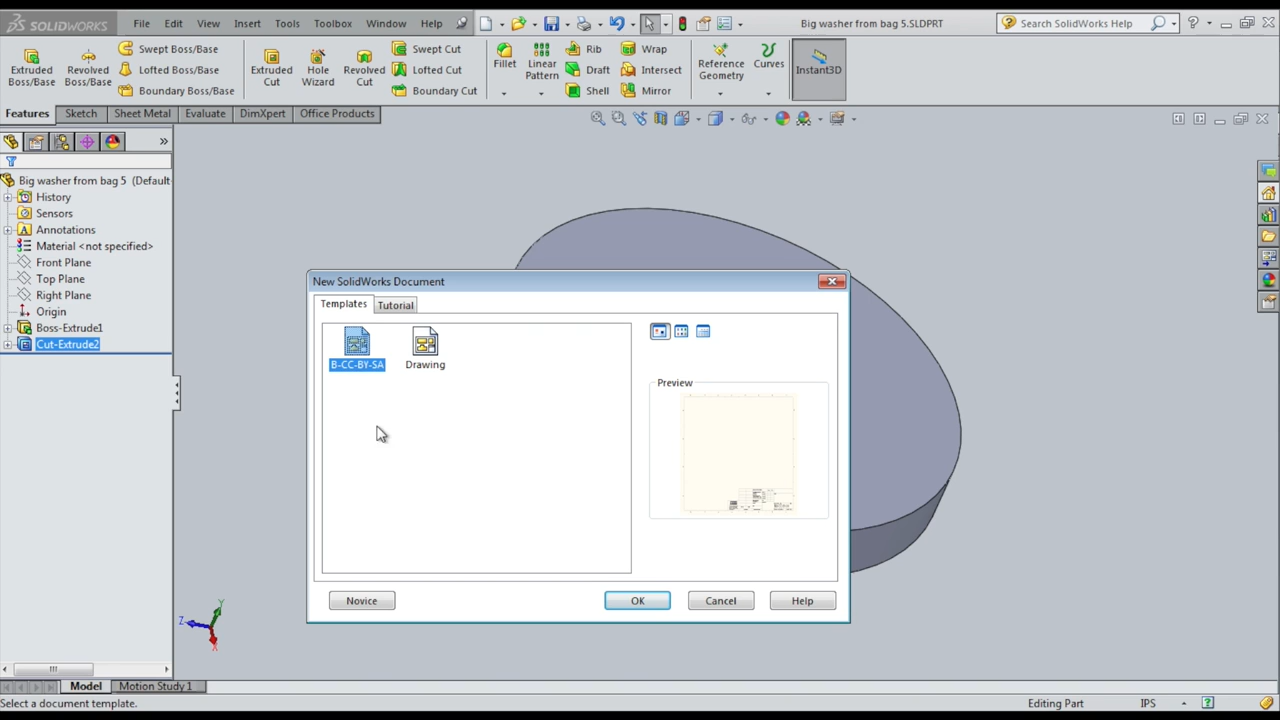 SOLIDWORKS File Edit View Insert Tools Toolbox Window Help Big washer from bag 5.SLDPRT Search SolidWorks Help
Extruded Boss/Base
Revolved Boss/Base
Swept Boss/Base
Lofted Boss/Base
Boundary Boss/Base
Extruded Cut
Hole Wizard
Revolved Cut
Swept Cut
Lofted Cut
Boundary Cut
Fillet
Linear Pattern
Rib
Draft
Shell
Wrap
Intersect
Mirror
Reference Geometry
Curves
Instant3D
Features Sketch Sheet Metal Evaluate DimXpert Office Products
Big washer from bag 5 (Default
History
Sensors
Annotations
Material <not specified>
Front Plane
Top Plane
Right Plane
Origin
Boss-Extrude1
Cut-Extrude2
New SolidWorks Document
Templates Tutorial
B-CC-BY-SA Drawing
Preview
Novice OK Cancel Help
Y
Z
X
Model Motion Study 1
Select a document template. Editing Part IPS